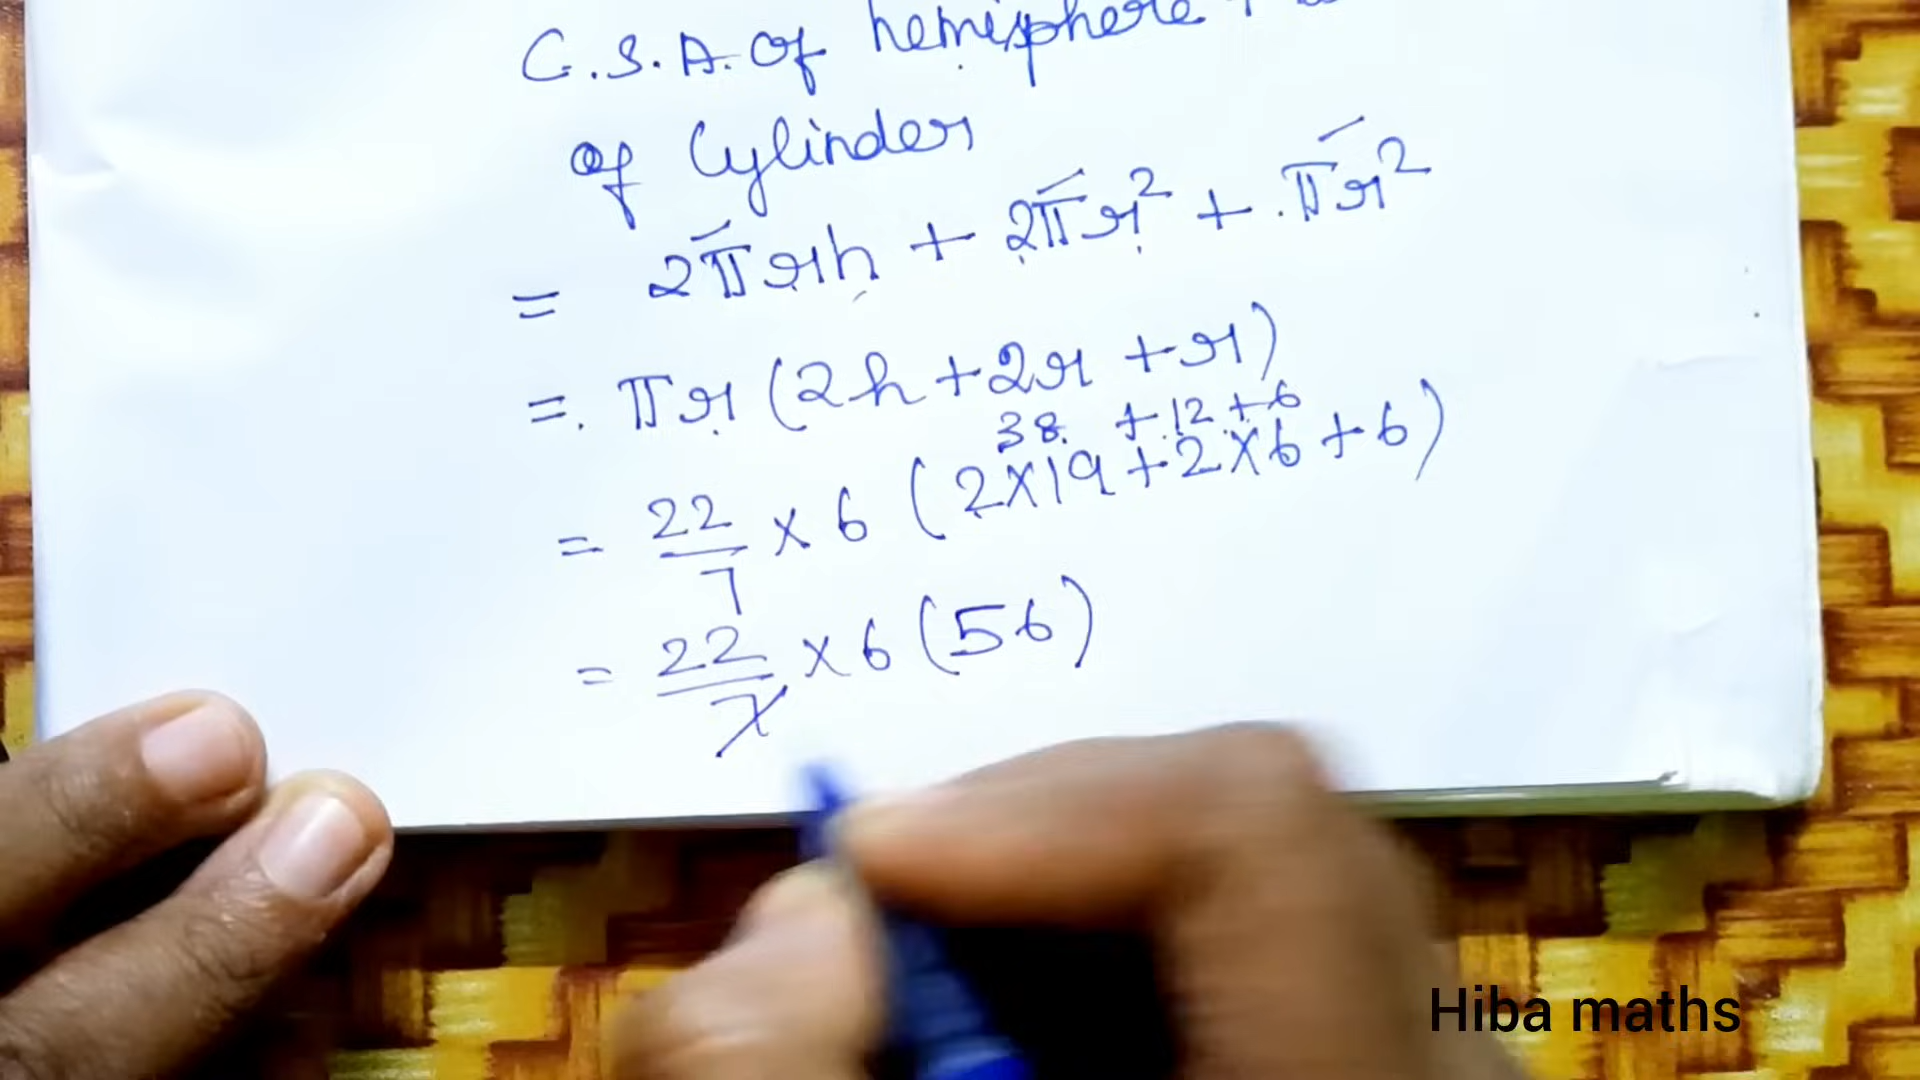 C.S.A. Of hemisphere +
of Cylinder
= 2πrh + 2πr² + πr²
= πr (2h + 2r + r)
38 + 12 + 6
= 22/7 × 6 (2×19 + 2×6 + 6)
= 22/7 × 6 (56)
Hiba maths